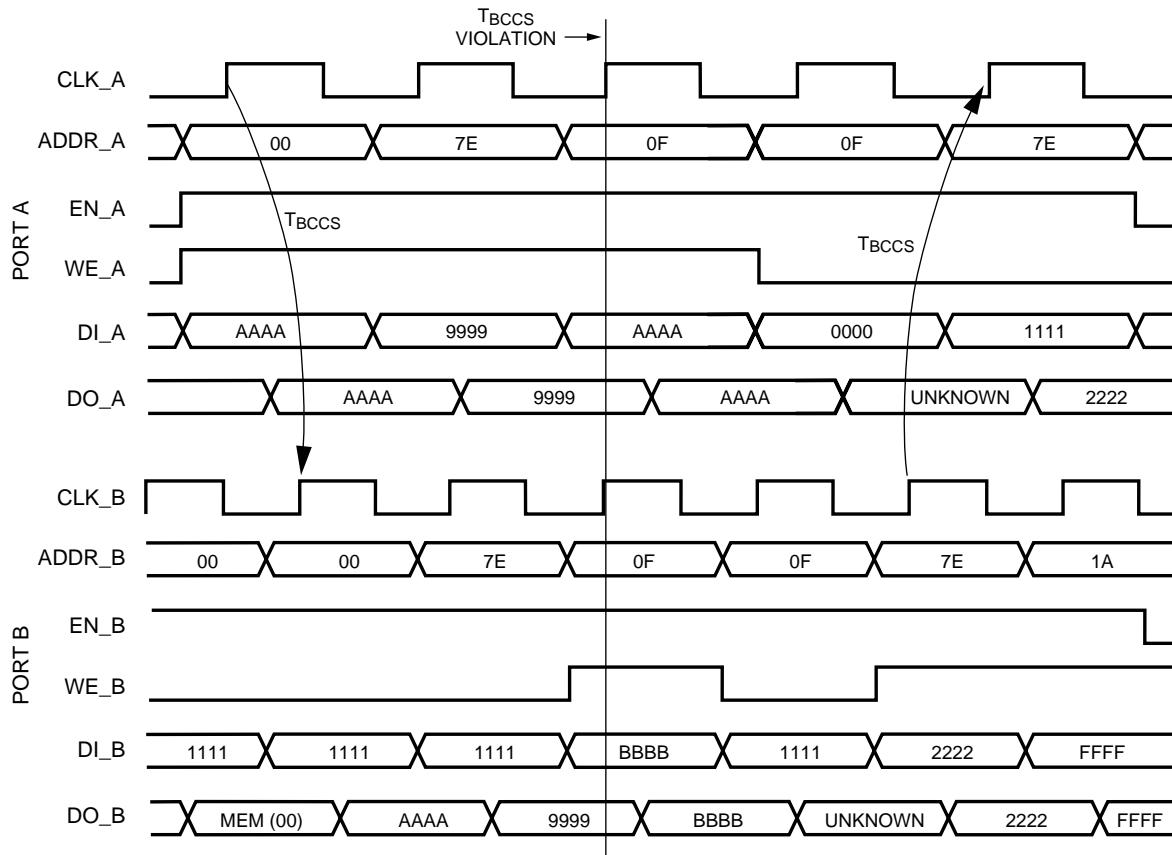 TBCCS
VIOLATION
CLK_A
ADDR_A 00 7E 0F 0F 7E
PORT A
EN_A
TBCCS
TBCCS
WE_A
DI_A AAAA 9999 AAAA 0000 1111
DO_A AAAA 9999 AAAA UNKNOWN 2222
CLK_B
ADDR_B 00 00 7E 0F 0F 7E 1A
PORT B
EN_B
WE_B
DI_B 1111 1111 1111 BBBB 1111 2222 FFFF
DO_B MEM (00) AAAA 9999 BBBB UNKNOWN 2222 FFFF